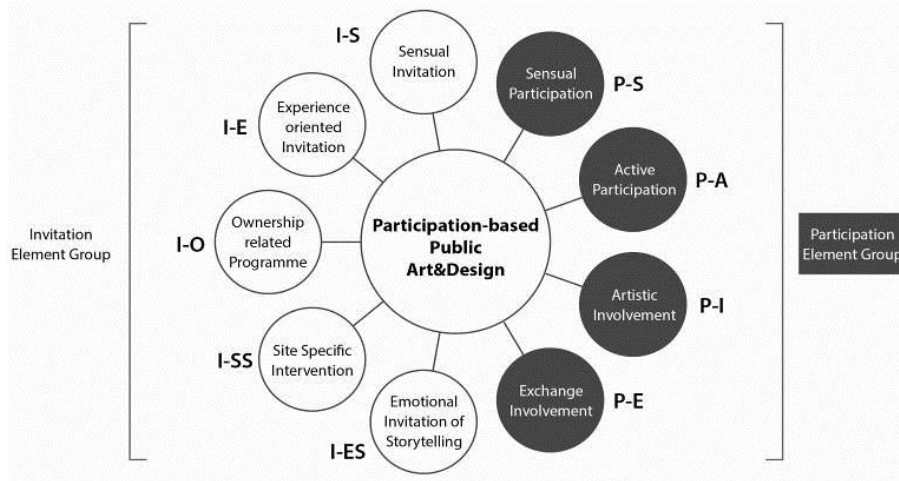 I-S
Sensual
Invitation
Sensual
Participation
P-S
I-E
Experience
oriented
Invitation
Active
Participation
P-A
Invitation
Element Group
I-O
Ownership
related
Programme
Participation-based
Public
Art&Design
Participation
Element Group
I-SS
Site Specific
Intervention
Artistic
Involvement
P-I
I-ES
Emotional
Invitation of
Storytelling
Exchange
Involvement
P-E